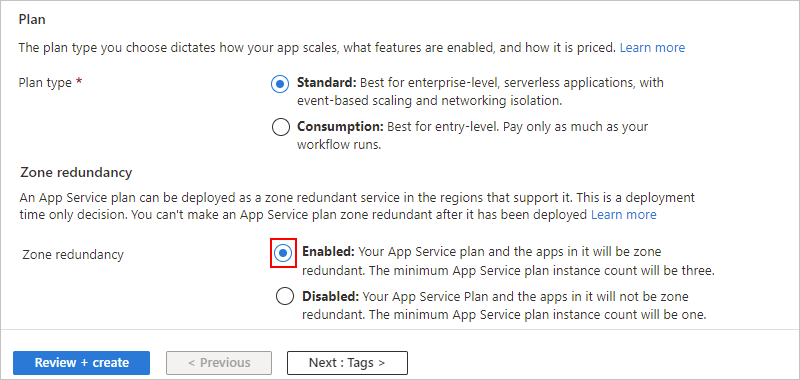 Plan
The plan type you choose dictates how your app scales, what features are enabled, and how it is priced. Learn more
Plan type *
Standard: Best for enterprise-level, serverless applications, with
event-based scaling and networking isolation.
Consumption: Best for entry-level. Pay only as much as your
workflow runs.
Zone redundancy
An App Service plan can be deployed as a zone redundant service in the regions that support it. This is a deployment
time only decision. You can't make an App Service plan zone redundant after it has been deployed Learn more
Zone redundancy
Enabled: Your App Service plan and the apps in it will be zone
redundant. The minimum App Service plan instance count will be three.
Disabled: Your App Service Plan and the apps in it will not be zone
redundant. The minimum App Service plan instance count will be one.
Review + create
< Previous
Next : Tags >